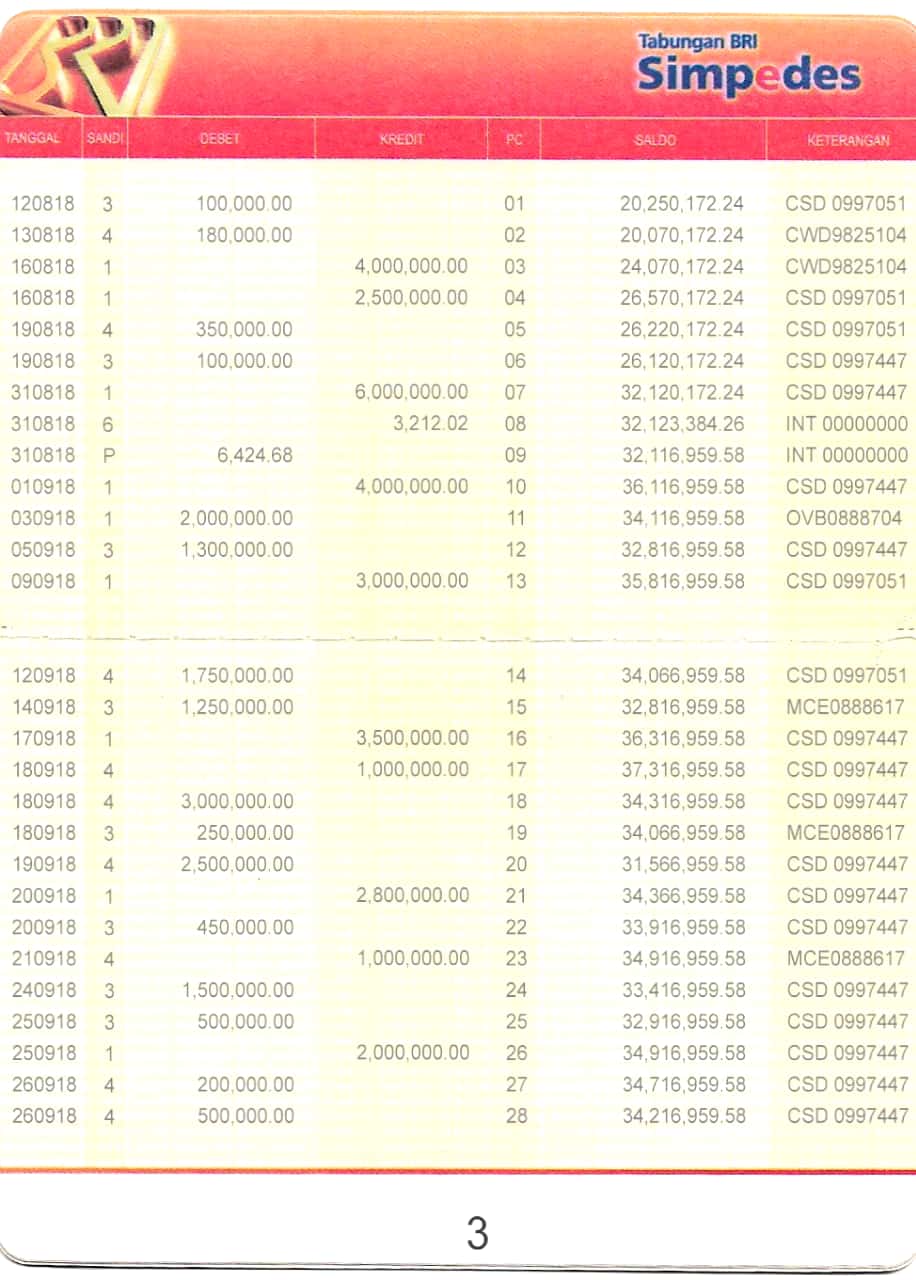 Tabungan BRI
Simpedes
TANGGAL SANDI DEBET KREDIT PC SALDO KETERANGAN
120818 3 100,000.00 01 20,250,172.24 CSD 0997051
130818 4 180,000.00 02 20,070,172.24 CWD9825104
160818 1 4,000,000.00 03 24,070,172.24 CWD9825104
160818 1 2,500,000.00 04 26,570,172.24 CSD 0997051
190818 4 350,000.00 05 26,220,172.24 CSD 0997051
190818 3 100,000.00 06 26,120,172.24 CSD 0997447
310818 1 6,000,000.00 07 32,120,172.24 CSD 0997447
310818 6 3,212.02 08 32,123,384.26 INT 00000000
310818 P 6,424.68 09 32,116,959.58 INT 00000000
010918 1 4,000,000.00 10 36,116,959.58 CSD 0997447
030918 1 2,000,000.00 11 34,116,959.58 OVB0888704
050918 3 1,300,000.00 12 32,816,959.58 CSD 0997447
090918 1 3,000,000.00 13 35,816,959.58 CSD 0997051
120918 4 1,750,000.00 14 34,066,959.58 CSD 0997051
140918 3 1,250,000.00 15 32,816,959.58 MCE0888617
170918 1 3,500,000.00 16 36,316,959.58 CSD 0997447
180918 4 1,000,000.00 17 37,316,959.58 CSD 0997447
180918 4 3,000,000.00 18 34,316,959.58 CSD 0997447
180918 3 250,000.00 19 34,066,959.58 MCE0888617
190918 4 2,500,000.00 20 31,566,959.58 CSD 0997447
200918 1 2,800,000.00 21 34,366,959.58 CSD 0997447
200918 3 450,000.00 22 33,916,959.58 CSD 0997447
210918 4 1,000,000.00 23 34,916,959.58 MCE0888617
240918 3 1,500,000.00 24 33,416,959.58 CSD 0997447
250918 3 500,000.00 25 32,916,959.58 CSD 0997447
250918 1 2,000,000.00 26 34,916,959.58 CSD 0997447
260918 4 200,000.00 27 34,716,959.58 CSD 0997447
260918 4 500,000.00 28 34,216,959.58 CSD 0997447
3